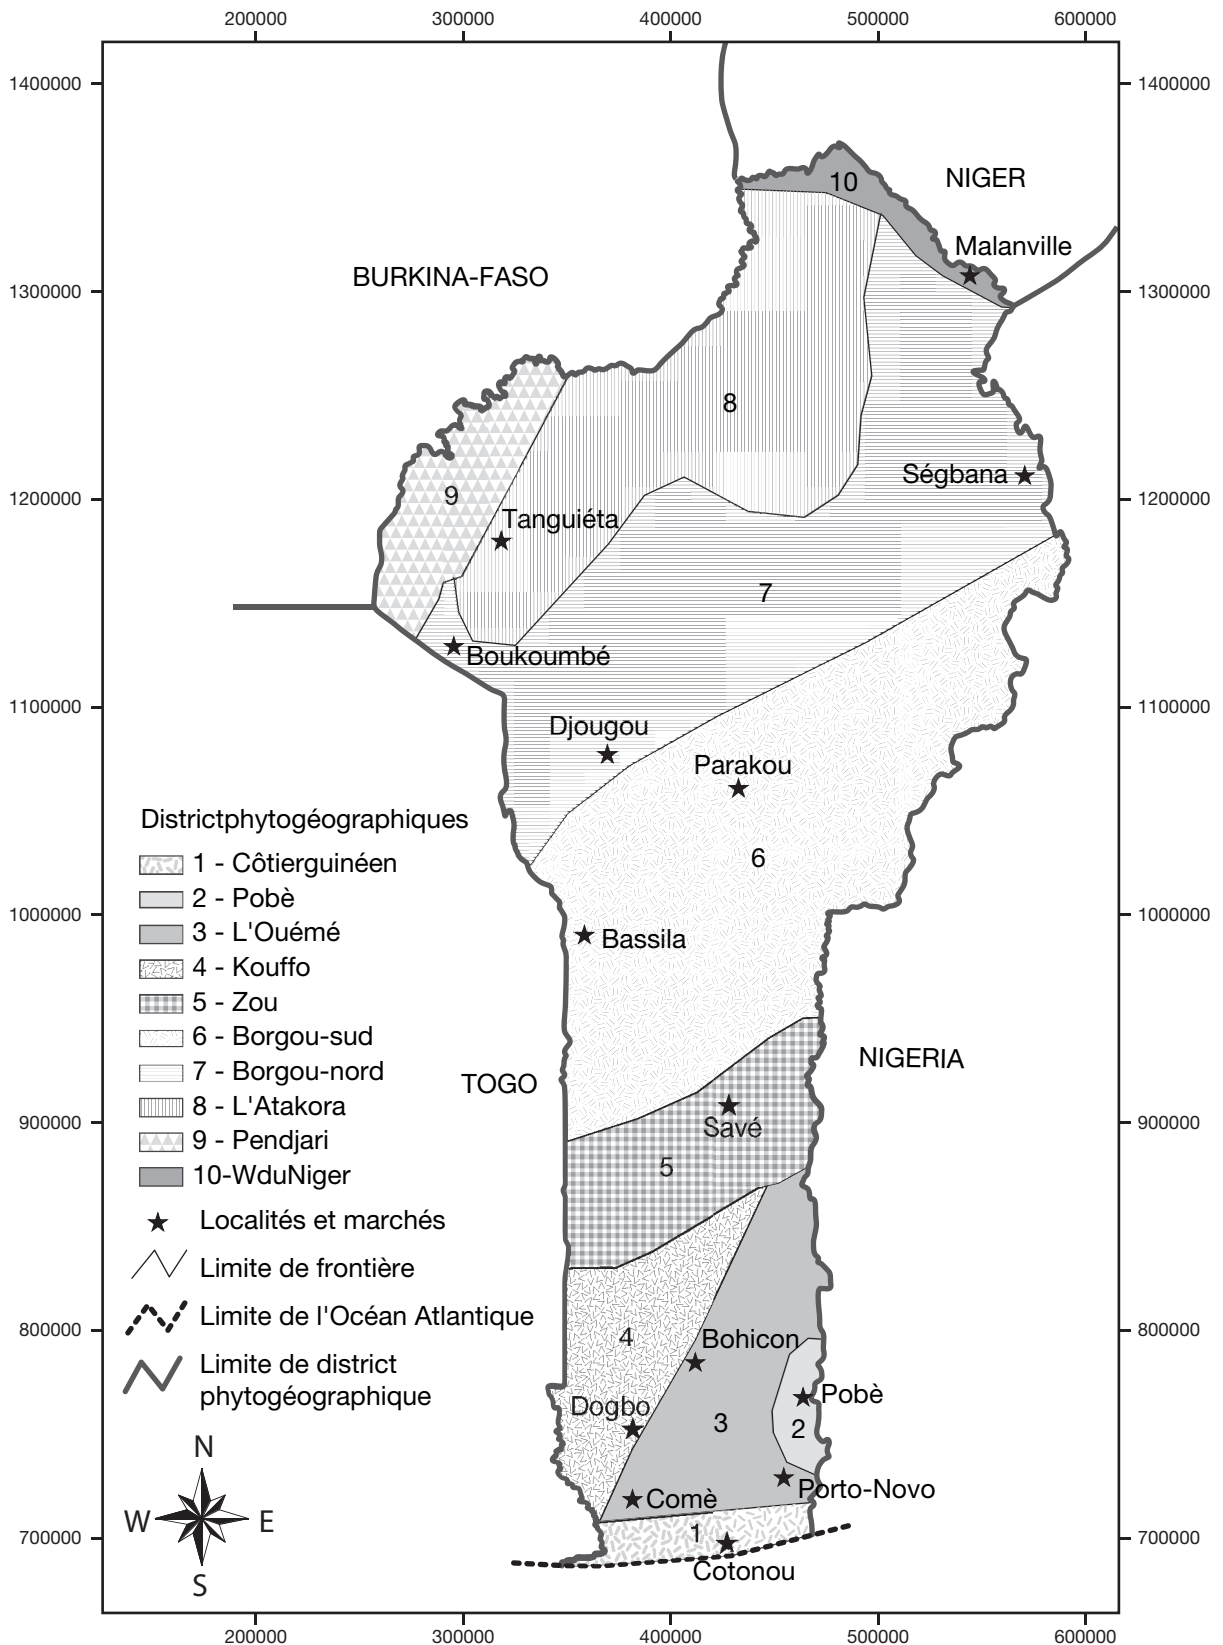 200000 300000 400000 500000 600000
1400000 1400000
10
NIGER
Malanville
BURKINA-FASO
1300000 1300000
8
Ségbana
9
1200000 1200000
Tanguiéta
7
Boukoumbé
1100000 1100000
Djougou
Parakou
6
Districtphytogéographiques
1 - Côtierguinéen
2 - Pobè
3 - L'Ouémé
4 - Kouffo
5 - Zou
6 - Borgou-sud
7 - Borgou-nord
8 - L'Atakora
9 - Pendjari
10-WduNiger
Localités et marchés
Limite de frontière
Limite de l'Océan Atlantique
Limite de district
phytogéographique
1000000 1000000
Bassila
NIGERIA
TOGO
900000 900000
Savé
5
800000 800000
4
Bohicon
Pobè
Dogbo
3
2
Porto-Novo
Comè
700000 700000
1
Cotonou
N
W E
S
200000 300000 400000 500000 600000